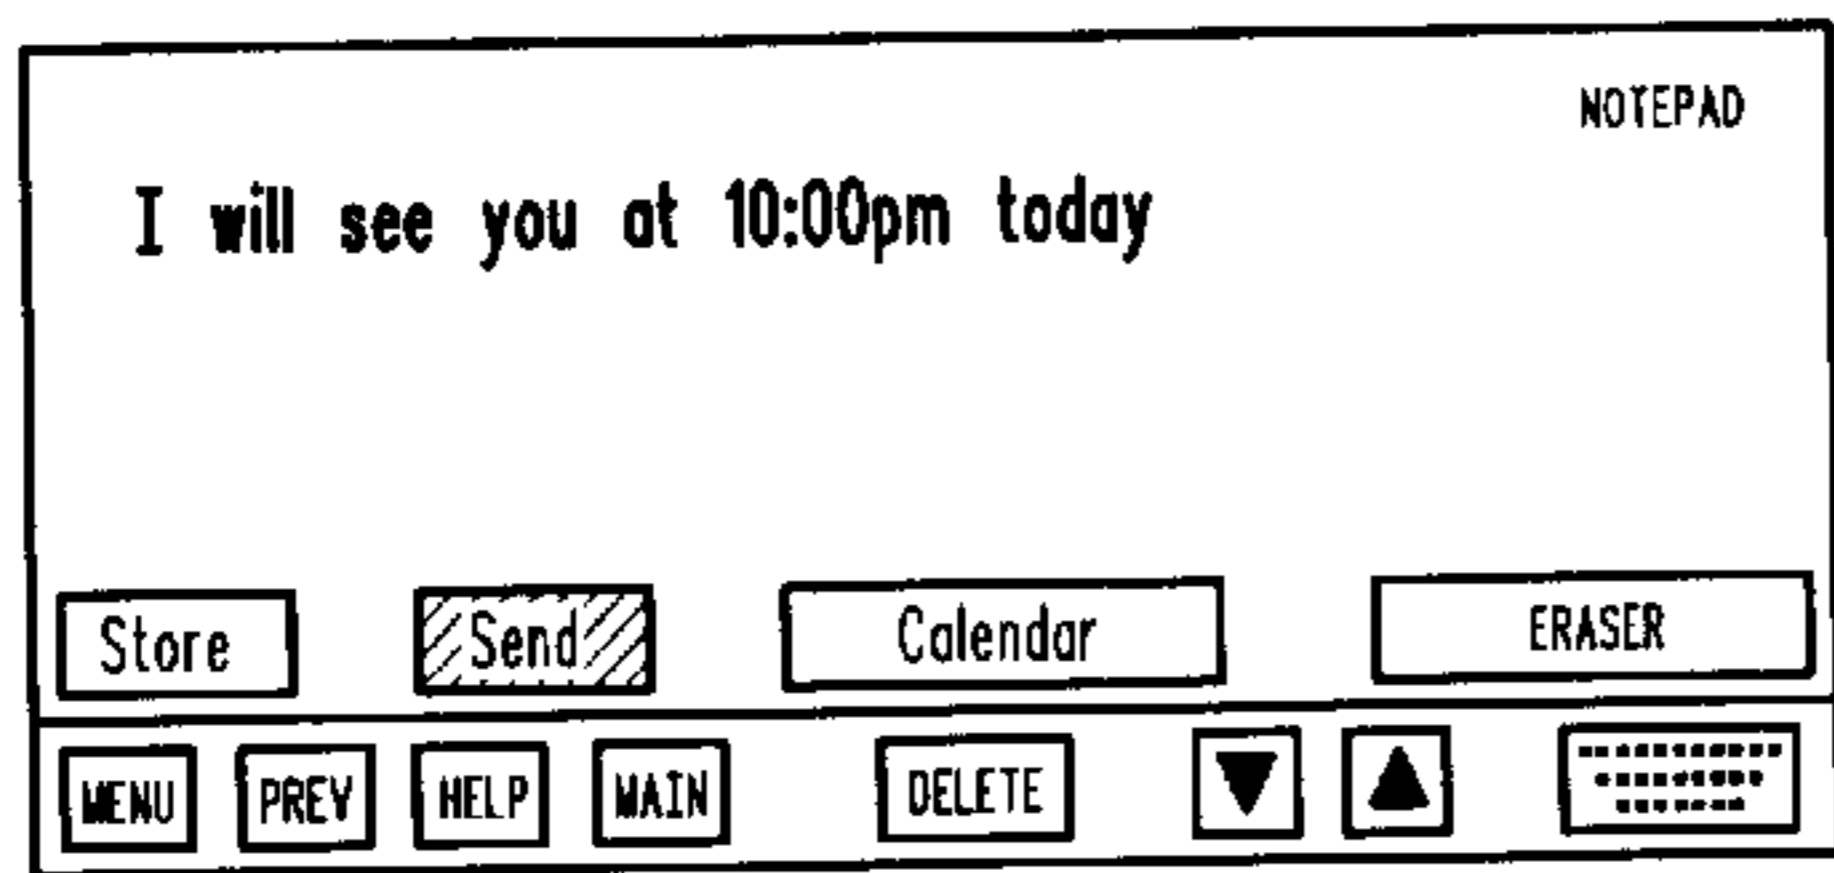 NOTEPAD
I will see you at 10:00pm today
Store Send Calendar ERASER
MENU PREV HELP MAIN DELETE